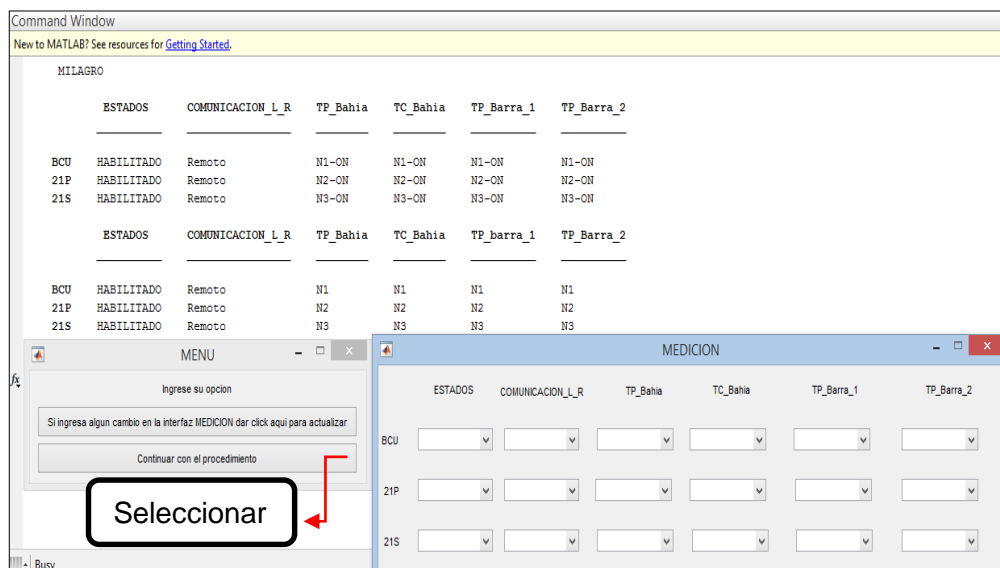 Command Window
New to MATLAB? See resources for Getting Started.
MILAGRO
ESTADOS COMUNICACION_L_R TP_Bahia TC_Bahia TP_Barra_1 TP_Barra_2
BCU HABILITADO Remoto N1-ON N1-ON N1-ON N1-ON
21P HABILITADO Remoto N2-ON N2-ON N2-ON N2-ON
21S HABILITADO Remoto N3-ON N3-ON N3-ON N3-ON
ESTADOS COMUNICACION_L_R TP_Bahia TC_Bahia TP_barra_1 TP_Barra_2
BCU HABILITADO Remoto N1 N1 N1 N1
21P HABILITADO Remoto N2 N2 N2 N2
21S HABILITADO Remoto N3 N3 N3 N3
MENU
Ingrese su opcion
Si ingresa algun cambio en la interfaz MEDICION dar click aqui para actualizar
Continuar con el procedimiento
Seleccionar
MEDICION
ESTADOS COMUNICACION_L_R TP_Bahia TC_Bahia TP_Barra_1 TP_Barra_2
BCU
21P
21S
fx
Busy